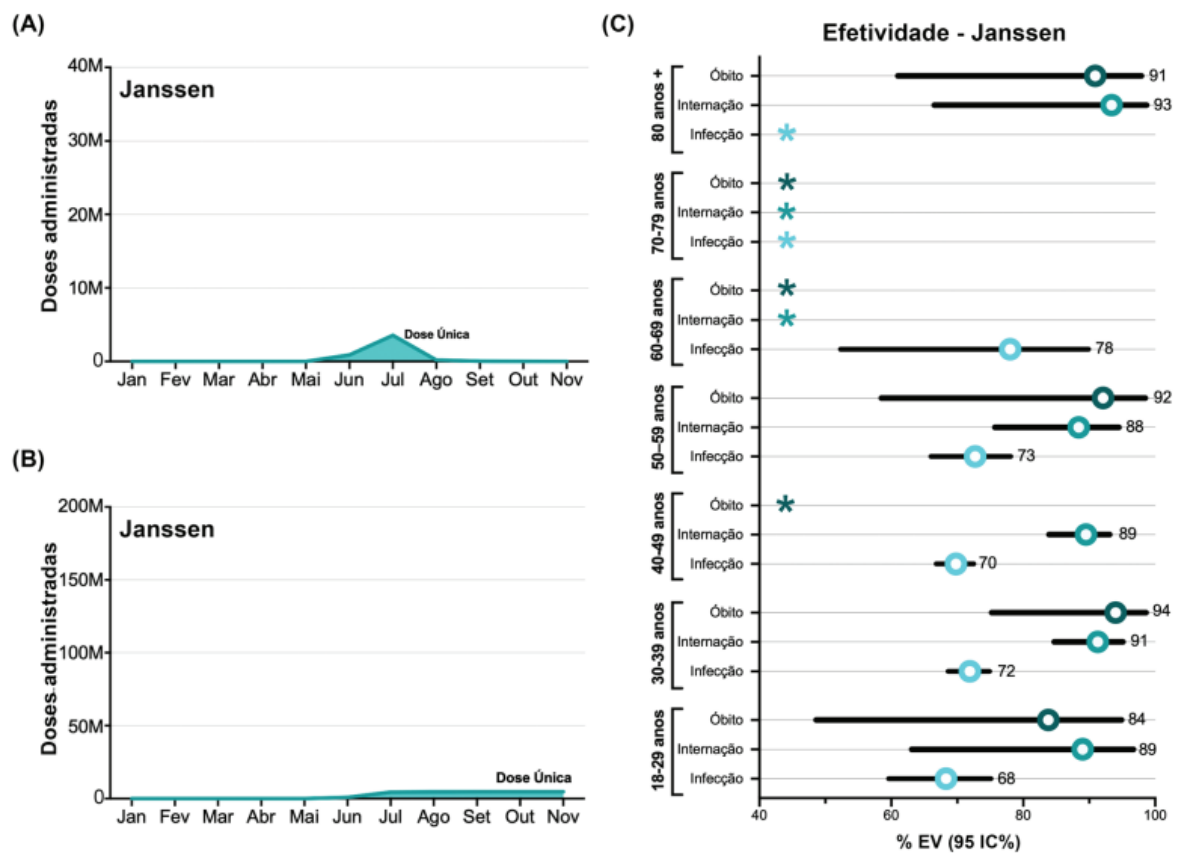 (A)
Janssen
Doses administradas
40M
30M
20M
10M
0
Dose Única
Jan Fev Mar Abr Mai Jun Jul Ago Set Out Nov
(B)
Janssen
Doses administradas
200M
150M
100M
50M
0
Dose Única
Jan Fev Mar Abr Mai Jun Jul Ago Set Out Nov
(C)
Efetividade - Janssen
80 anos +
Óbito 91
Internação 93
Infecção *
70-79 anos
Óbito *
Internação *
Infecção *
60-69 anos
Óbito *
Internação *
Infecção 78
50–59 anos
Óbito 92
Internação 88
Infecção 73
40-49 anos
Óbito *
Internação 89
Infecção 70
30-39 anos
Óbito 94
Internação 91
Infecção 72
18-29 anos
Óbito 84
Internação 89
Infecção 68
40 60 80 100
% EV (95 IC%)